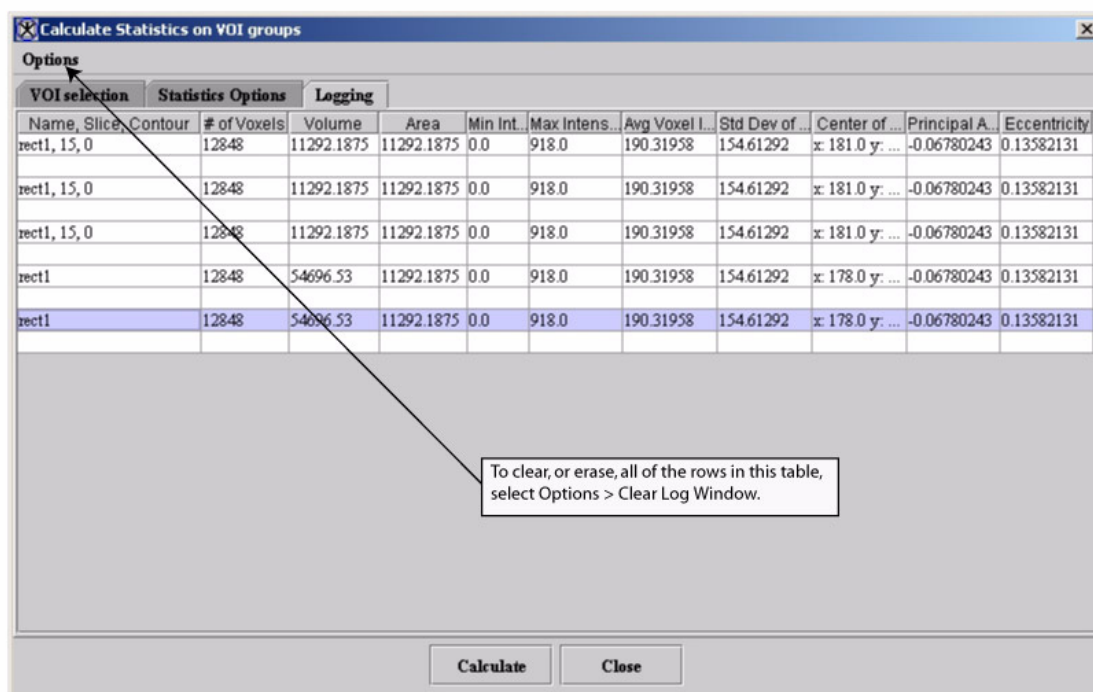 Calculate Statistics on VOI groups
Options
VOI selection Statistics Options Logging
Name, Slice, Contour # of Voxels Volume Area Min Int... Max Intens... Avg Voxel I... Std Dev of ... Center of ... Principal A... Eccentricity
rect1, 15, 0 12848 11292.1875 11292.1875 0.0 918.0 190.31958 154.61292 x: 181.0 y: ... -0.06780243 0.13582131
rect1, 15, 0 12848 11292.1875 11292.1875 0.0 918.0 190.31958 154.61292 x: 181.0 y: ... -0.06780243 0.13582131
rect1, 15, 0 12848 11292.1875 11292.1875 0.0 918.0 190.31958 154.61292 x: 181.0 y: ... -0.06780243 0.13582131
rect1 12848 54696.53 11292.1875 0.0 918.0 190.31958 154.61292 x: 178.0 y: ... -0.06780243 0.13582131
rect1 12848 54696.53 11292.1875 0.0 918.0 190.31958 154.61292 x: 178.0 y: ... -0.06780243 0.13582131
To clear, or erase, all of the rows in this table,
select Options > Clear Log Window.
Calculate Close